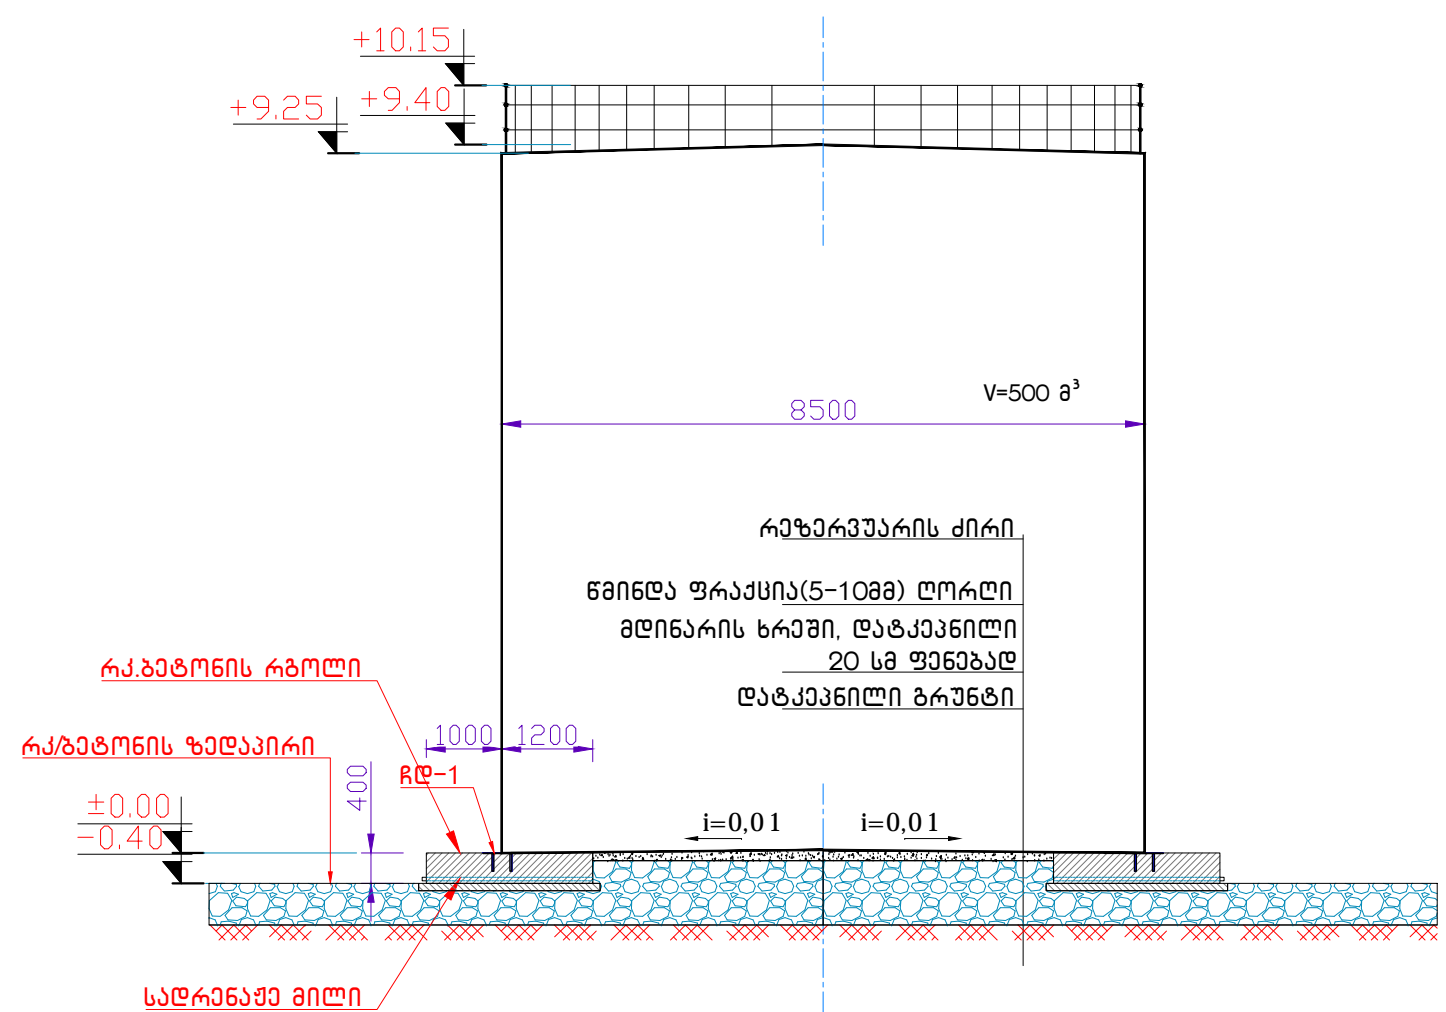 +10.15
+9.40
+9.25
V=500 მ³
8500
რეზერვუარის ძირი
წმინდა ფრაქცია(5-10მმ) ღორღი
მდინარის ხრეში, დატკეპნილი
20 სმ ფენებად
დატკეპნილი გრუნტი
რკ.ბეტონის რგოლი
რკ/ბეტონის ზედაპირი
1000
1200
ჩდ-1
400
±0.00
-0.40
i=0,01
i=0,01
სადრენაჟე მილი